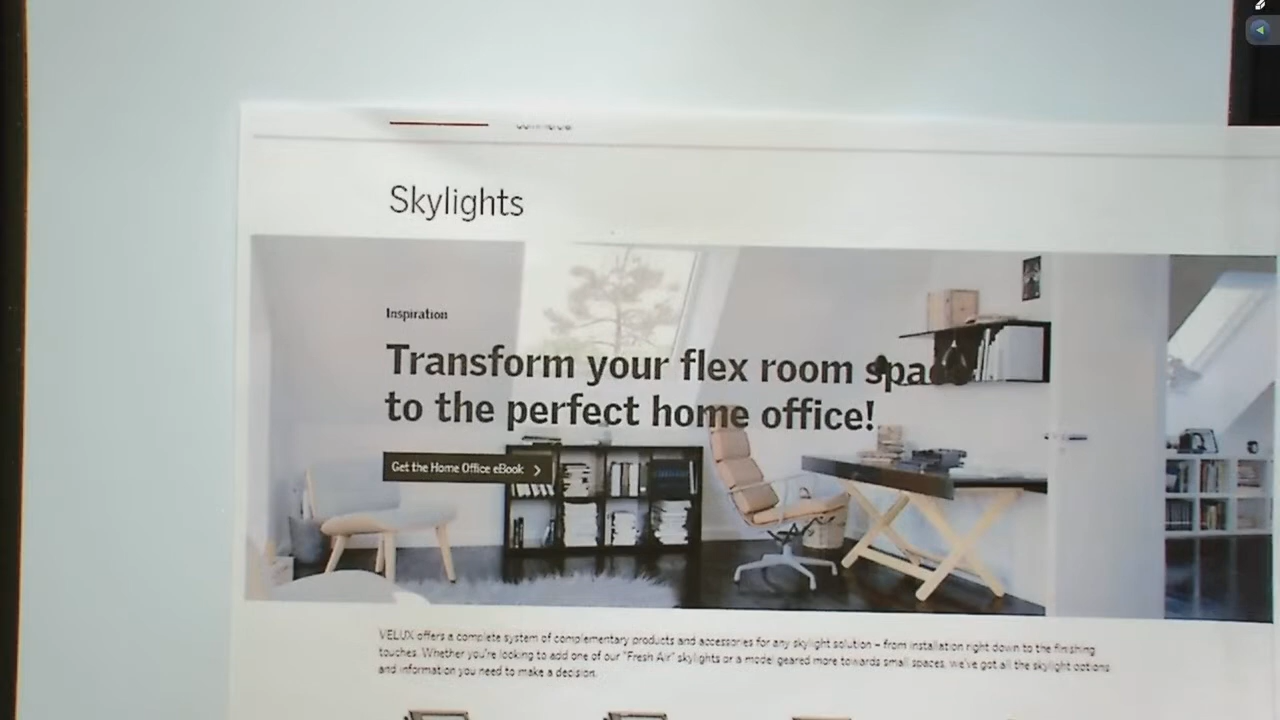 Skylights
Inspiration
Transform your flex room spa
to the perfect home office!
Get the Home Office eBook
VELUX offers a complete system of complementary products and accessories for any skylight solution – from installation right down to the finishing
touches. Whether you're looking to add one of our "Fresh Air" skylights or a model geared more towards small spaces, we've got all the skylight options
and information you need to make a decision.